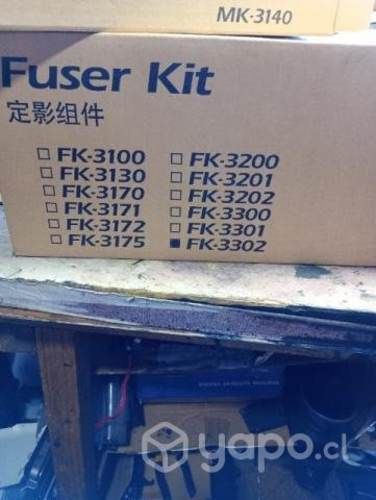 MK-3140
Fuser Kit
定影组件
☐ FK-3100 ☐ FK-3200
☐ FK-3130 ☐ FK-3201
☐ FK-3170 ☐ FK-3202
☐ FK-3171 ☐ FK-3300
☐ FK-3172 ☐ FK-3301
☐ FK-3175 ■ FK-3302
yapo.cl